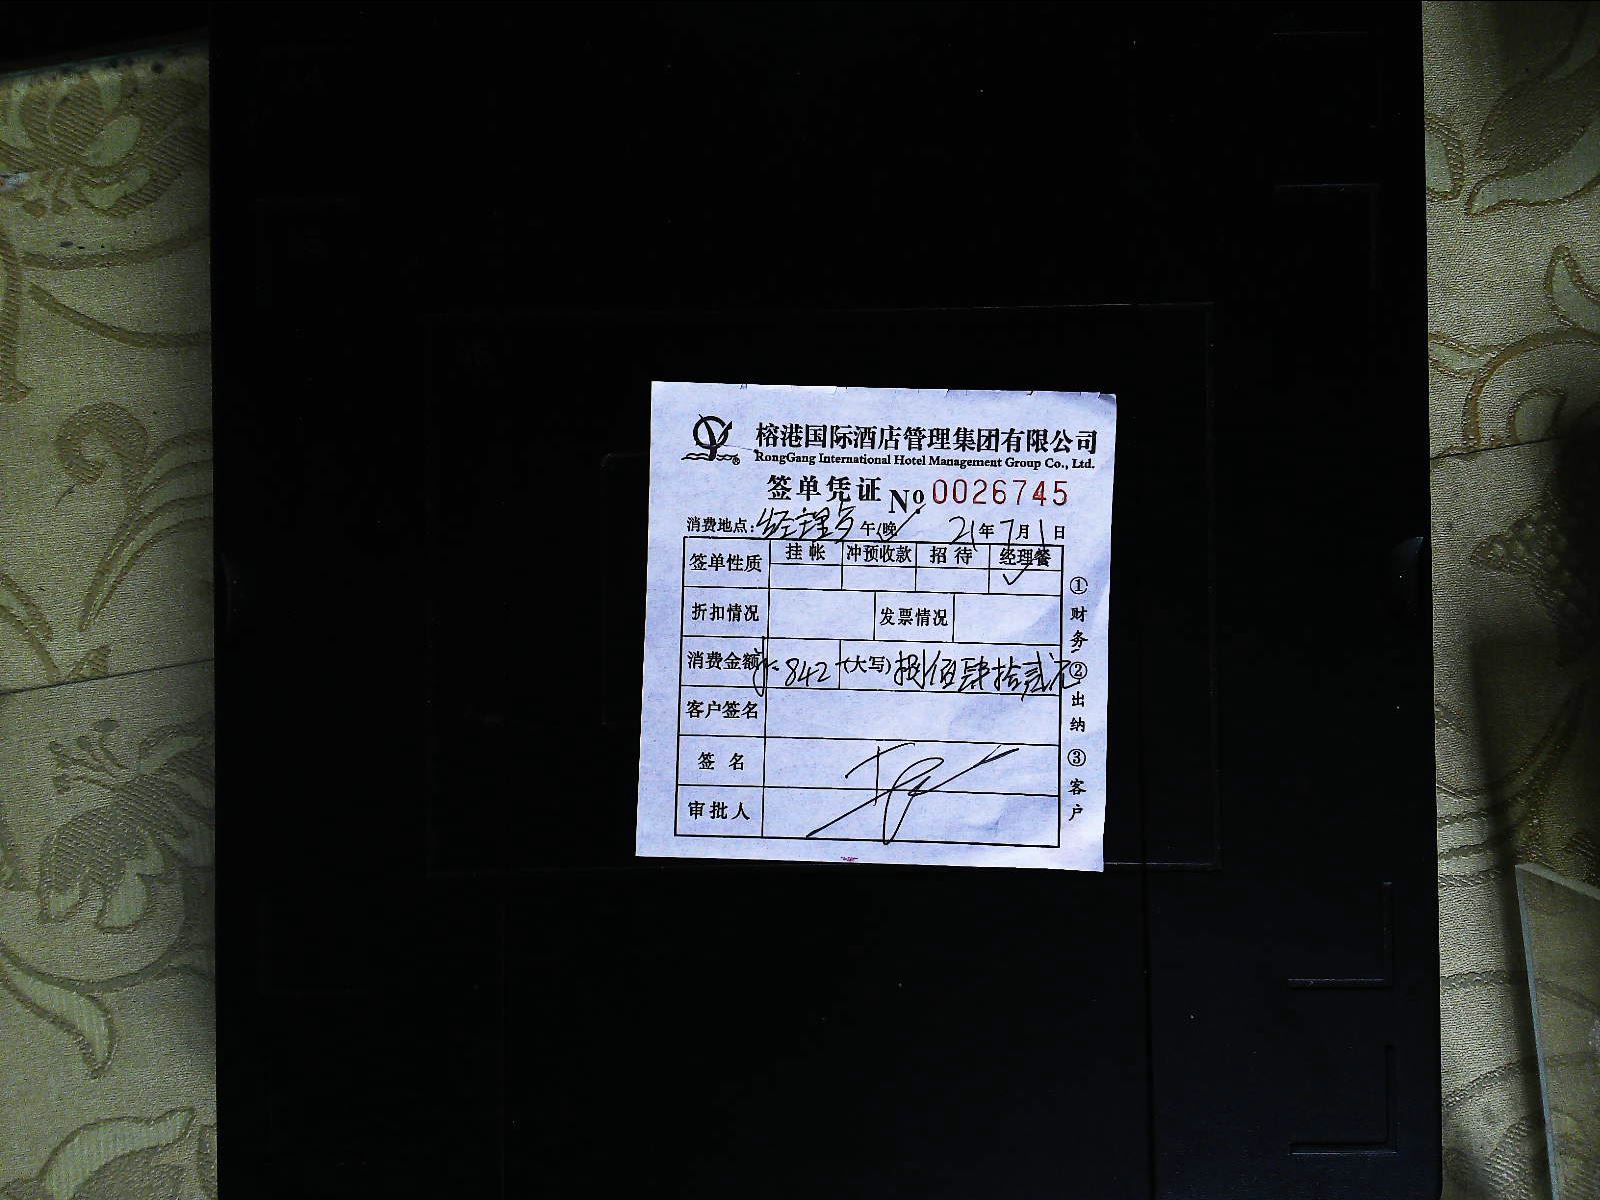 榕港国际酒店管理集团有限公司
RongGang International Hotel Management Group Co., Ltd.
签单凭证 No. 0026745
消费地点: 经理 午 晚 21年7月1日
签单性质 挂帐 冲预收款 招待 经理餐 ✓
折扣情况 发票情况
消费金额 842 (大写) 捌佰肆拾贰元
客户签名
签名
审批人
①财务 ②出纳 ③客户